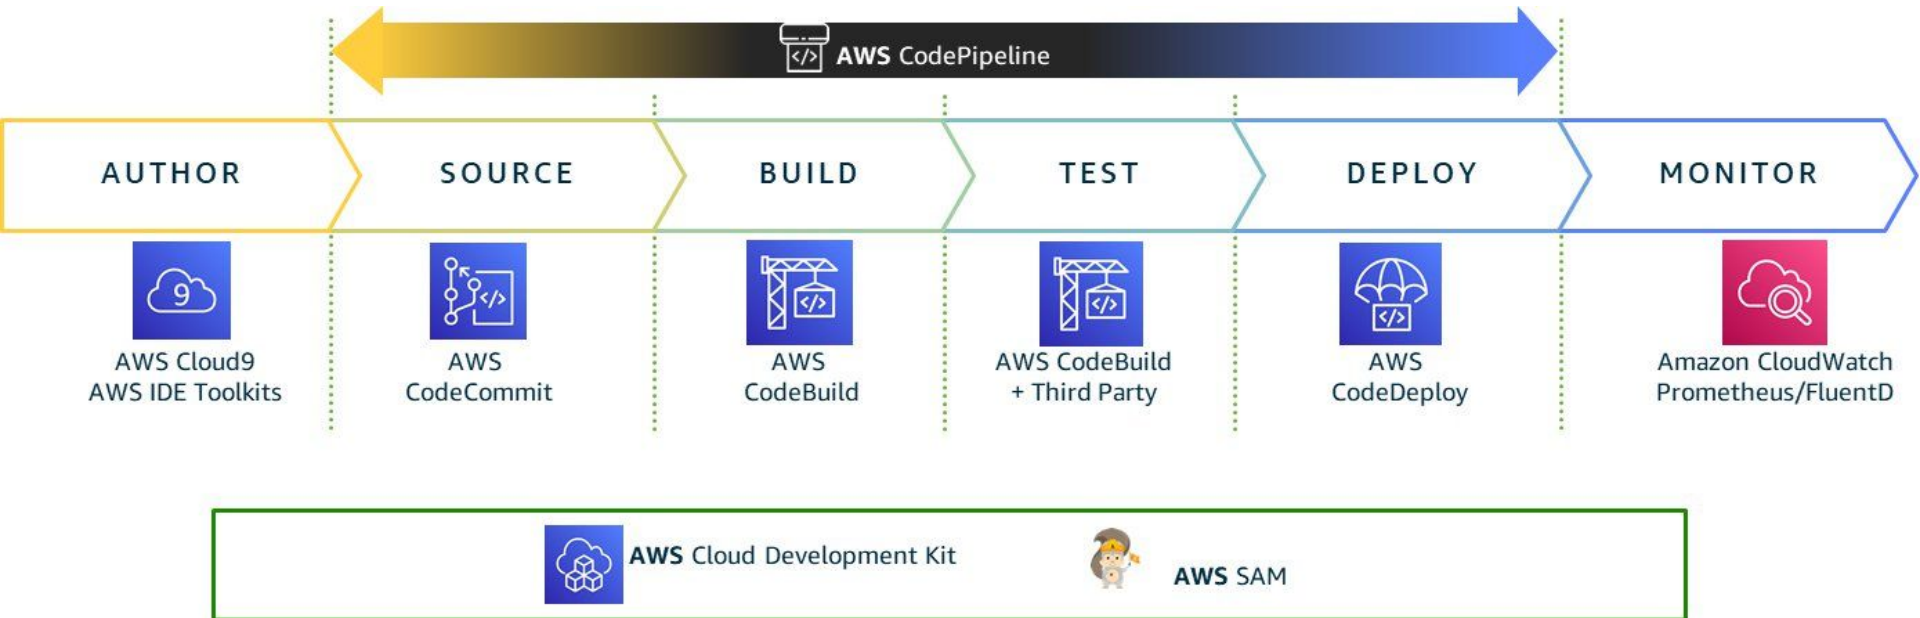 AWS CodePipeline
AUTHOR
SOURCE
BUILD
TEST
DEPLOY
MONITOR
9
</>
</>
</>
</>
</>
AWS Cloud9
AWS IDE Toolkits
AWS
CodeCommit
AWS
CodeBuild
AWS CodeBuild
+ Third Party
AWS
CodeDeploy
Amazon CloudWatch
Prometheus/FluentD
AWS Cloud Development Kit
AWS SAM